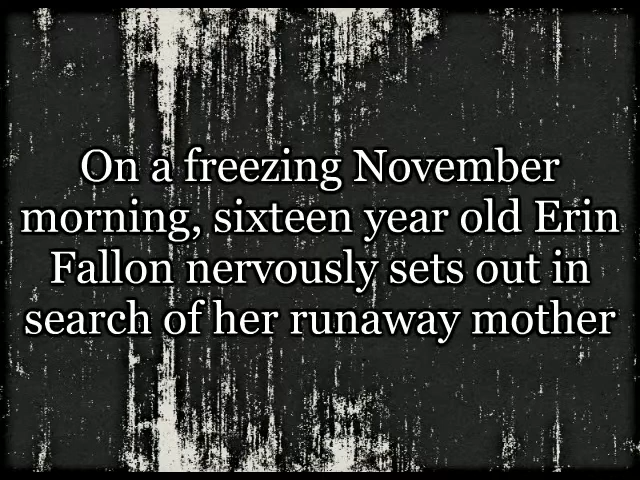 On a freezing November
morning, sixteen year old Erin
Fallon nervously sets out in
search of her runaway mother